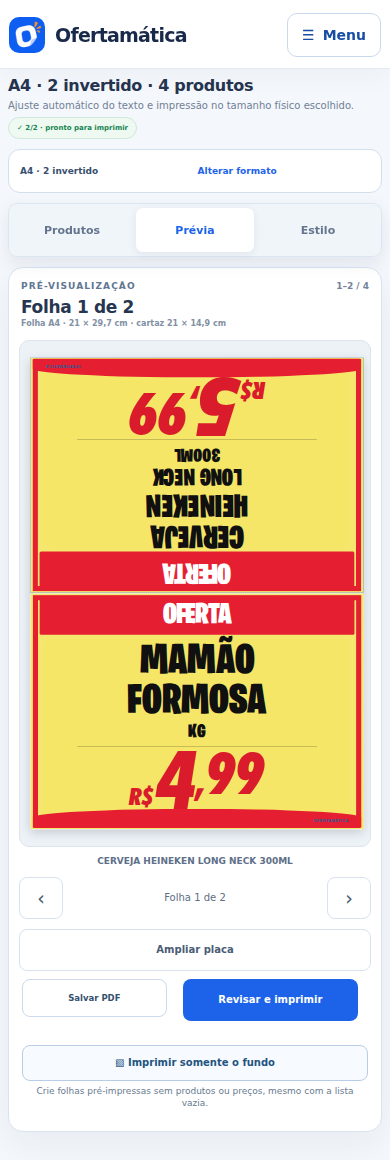 Ofertamática
☰ Menu
A4 · 2 invertido · 4 produtos
Ajuste automático do texto e impressão no tamanho físico escolhido.
✓ 2/2 · pronto para imprimir
A4 · 2 invertido
Alterar formato
Produtos
Prévia
Estilo
PRÉ-VISUALIZAÇÃO
1–2 / 4
Folha 1 de 2
Folha A4 · 21 × 29,7 cm · cartaz 21 × 14,9 cm
R$ 5,99
300ML
LONG NECK
HEINEKEN
CERVEJA
OFERTA
OFERTA
MAMÃO
FORMOSA
KG
R$ 4,99
CERVEJA HEINEKEN LONG NECK 300ML
‹
Folha 1 de 2
›
Ampliar placa
Salvar PDF
Revisar e imprimir
▧ Imprimir somente o fundo
Crie folhas pré-impressas sem produtos ou preços, mesmo com a lista
vazia.